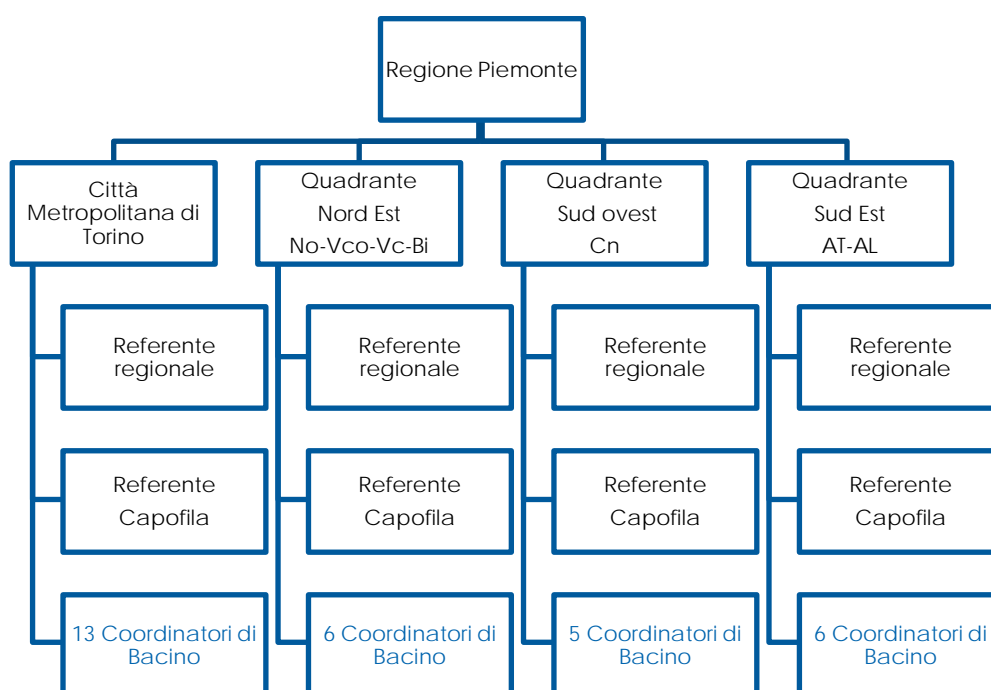 Regione Piemonte
Città
Metropolitana di
Torino
Quadrante
Nord Est
No-Vco-Vc-Bi
Quadrante
Sud ovest
Cn
Quadrante
Sud Est
AT-AL
Referente
regionale
Referente
regionale
Referente
regionale
Referente
regionale
Referente
Capofila
Referente
Capofila
Referente
Capofila
Referente
Capofila
13 Coordinatori di
Bacino
6 Coordinatori di
Bacino
5 Coordinatori di
Bacino
6 Coordinatori di
Bacino